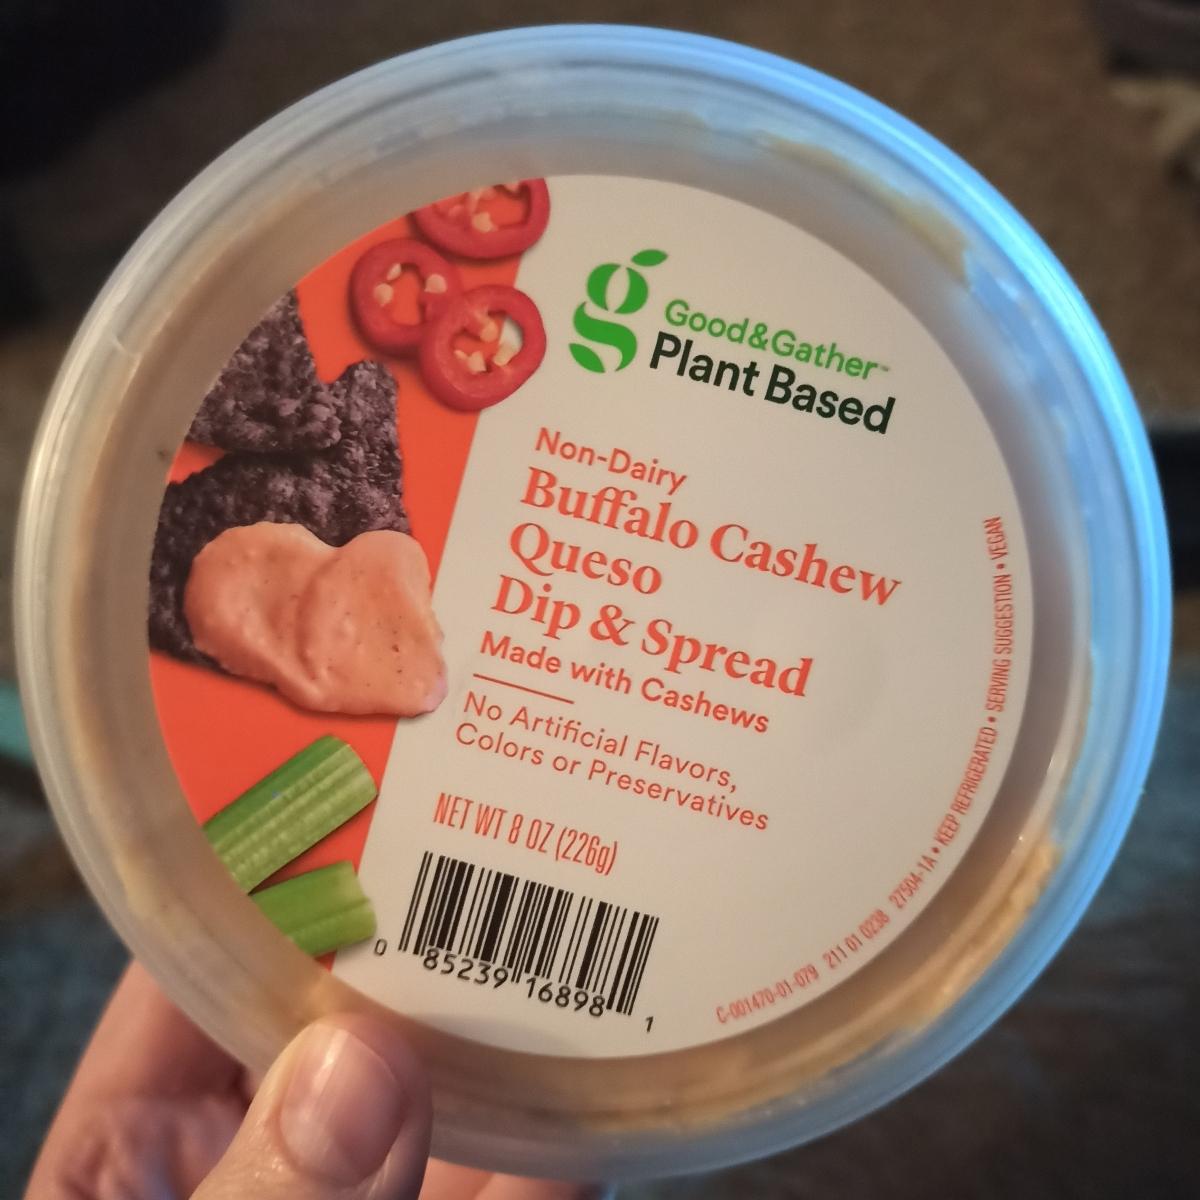 Good&Gather™
Plant Based
Non-Dairy
Buffalo Cashew
Queso
Dip & Spread
Made with Cashews
No Artificial Flavors,
Colors or Preservatives
NET WT 8 OZ (226g)
0 85239 16898 1
C-001470-01-079 211 01 0238 27504-1A • KEEP REFRIGERATED • SERVING SUGGESTION • VEGAN